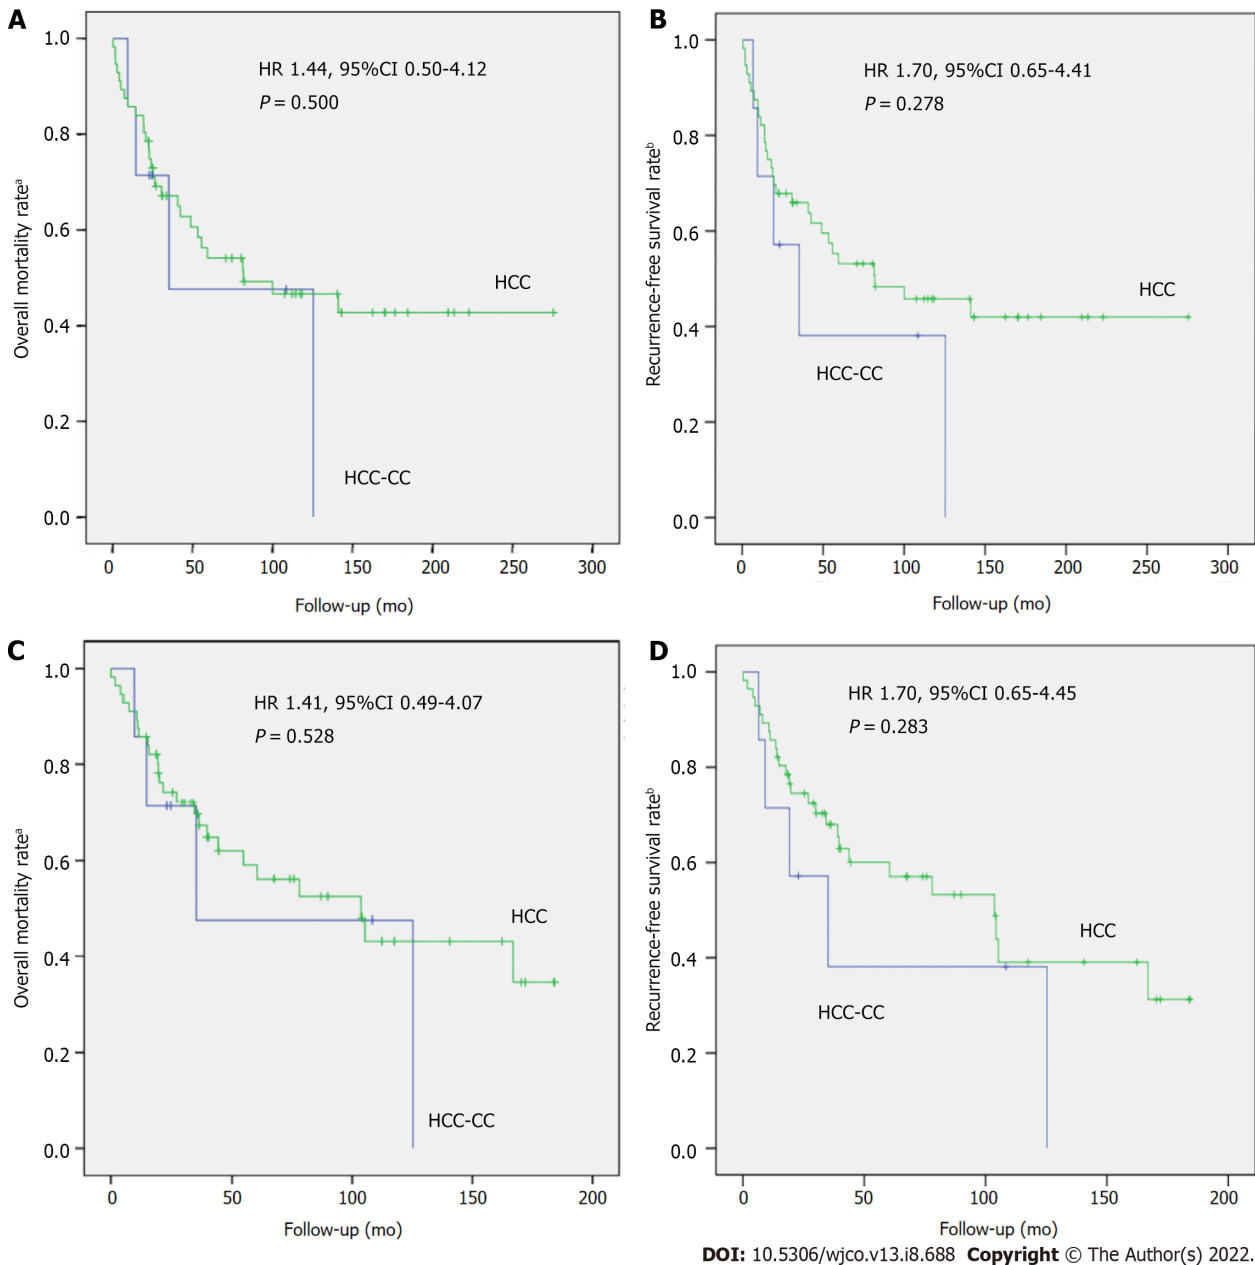 A
HR 1.44, 95%CI 0.50-4.12
P = 0.500
Overall mortality rateᵃ
1.0
0.8
0.6
0.4
0.2
0.0
HCC
HCC-CC
0 50 100 150 200 250 300
Follow-up (mo)
B
HR 1.70, 95%CI 0.65-4.41
P = 0.278
Recurrence-free survival rateᵇ
1.0
0.8
0.6
0.4
0.2
0.0
HCC
HCC-CC
0 50 100 150 200 250 300
Follow-up (mo)
C
HR 1.41, 95%CI 0.49-4.07
P = 0.528
Overall mortality rateᵃ
1.0
0.8
0.6
0.4
0.2
0.0
HCC
HCC-CC
0 50 100 150 200
Follow-up (mo)
D
HR 1.70, 95%CI 0.65-4.45
P = 0.283
Recurrence-free survival rateᵇ
1.0
0.8
0.6
0.4
0.2
0.0
HCC
HCC-CC
0 50 100 150 200
Follow-up (mo)
DOI: 10.5306/wjco.v13.i8.688 Copyright © The Author(s) 2022.